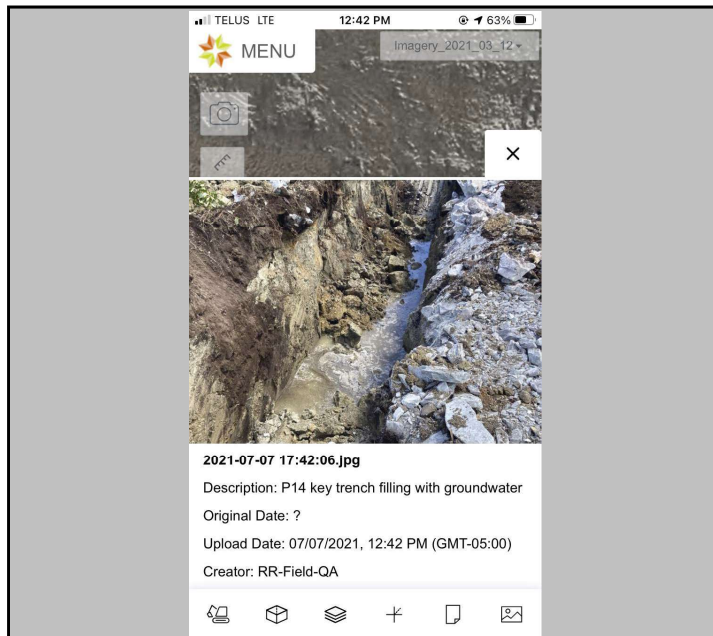 TELUS LTE 12:42 PM 63%
MENU Imagery_2021_03_12
2021-07-07 17:42:06.jpg
Description: P14 key trench filling with groundwater
Original Date: ?
Upload Date: 07/07/2021, 12:42 PM (GMT-05:00)
Creator: RR-Field-QA